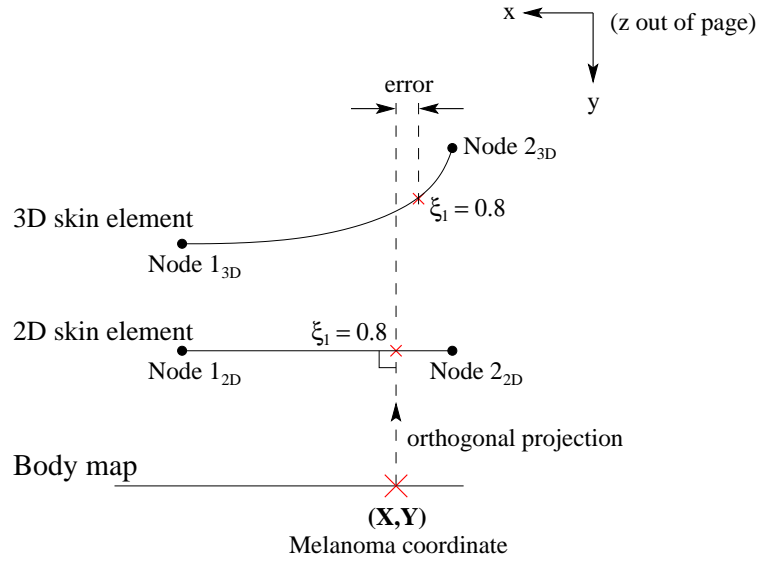 x
(z out of page)
y
error
Node 2₃D
3D skin element
ξ₁ = 0.8
Node 1₃D
2D skin element
ξ₁ = 0.8
Node 1₂D
Node 2₂D
orthogonal projection
Body map
(X,Y)
Melanoma coordinate